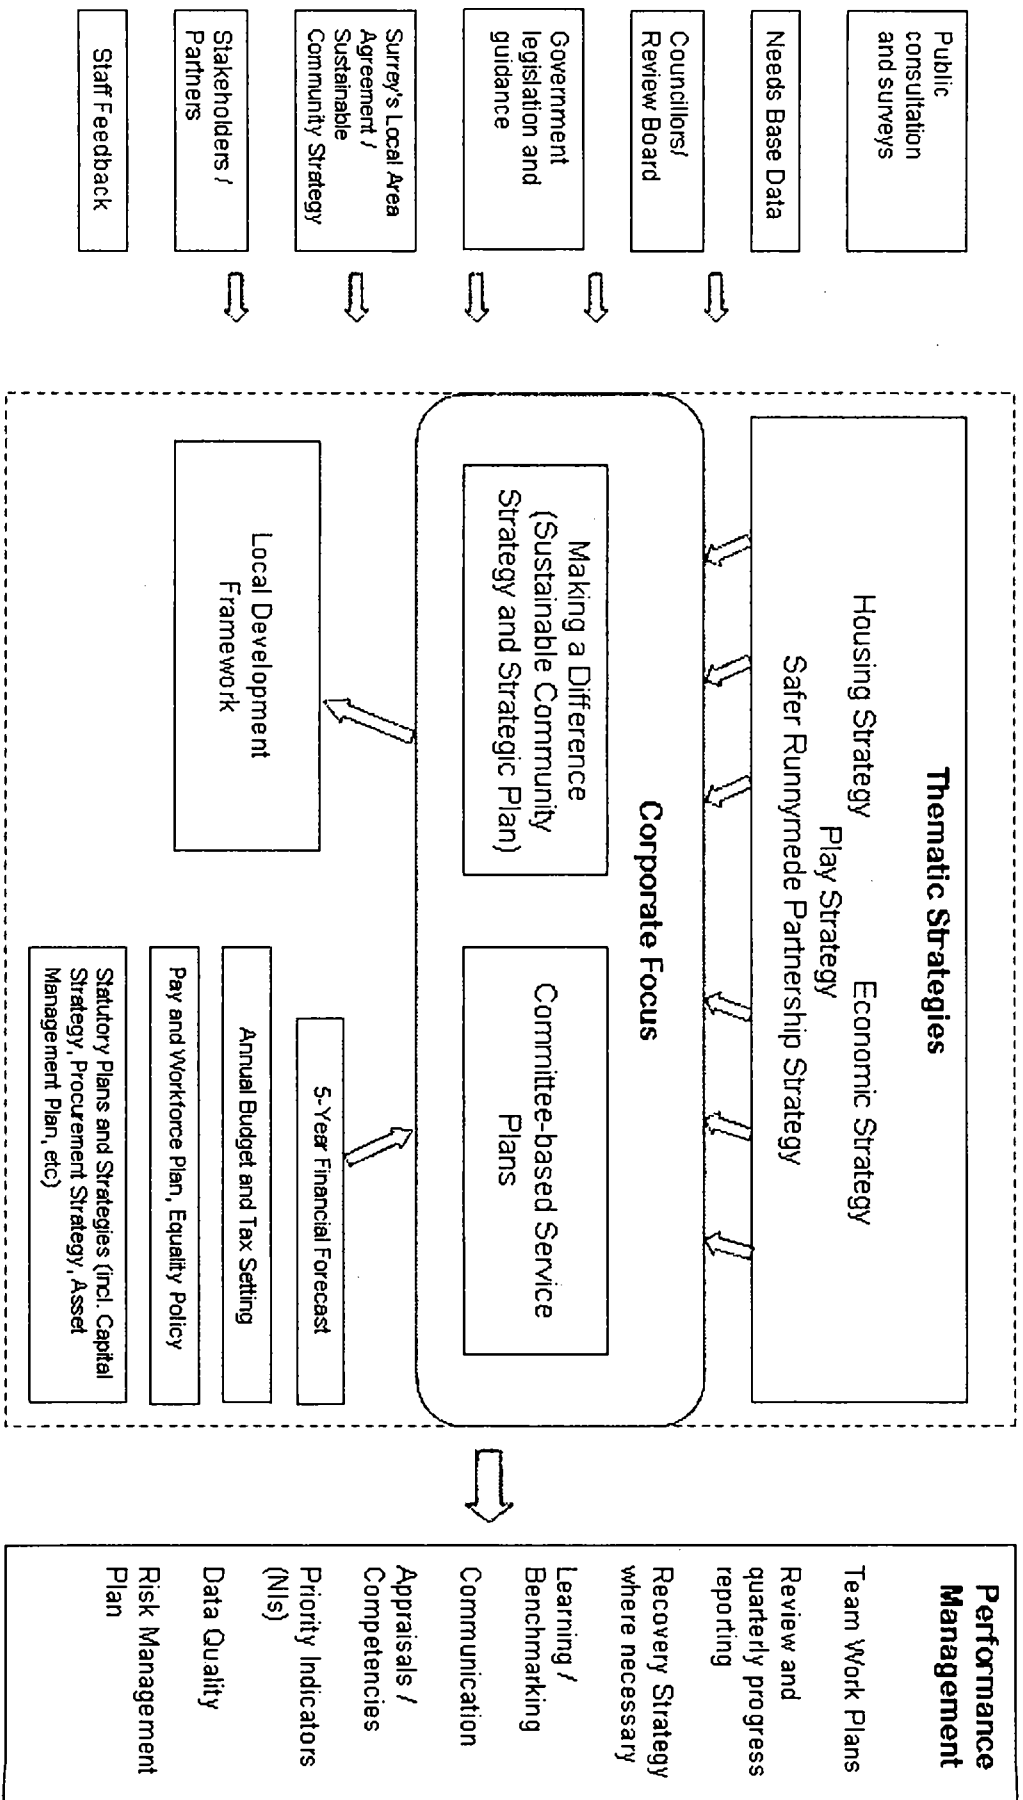 Public
consultation
and surveys
Needs Base Data
Councillors/
Review Board
Government
legislation and
guidance
Surrey's Local Area
Agreement /
Sustainable
Community Strategy
Stakeholders /
Partners
Staff Feedback
Thematic Strategies
Housing Strategy Economic Strategy
Play Strategy
Safer Runnymede Partnership Strategy
Corporate Focus
Making a Difference
(Sustainable Community
Strategy and Strategic Plan)
Committee-based Service
Plans
Local Development
Framework
5-Year Financial Forecast
Annual Budget and Tax Setting
Pay and Workforce Plan, Equality Policy
Statutory Plans and Strategies (incl. Capital
Strategy, Procurement Strategy, Asset
Management Plan, etc)
Performance
Management
Team Work Plans
Review and
quarterly progress
reporting
Recovery Strategy
where necessary
Learning /
Benchmarking
Communication
Appraisals /
Competencies
Priority Indicators
(NIs)
Data Quality
Risk Management
Plan